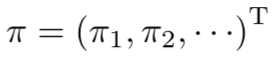 π = (π₁, π₂, ⋯)ᵀ